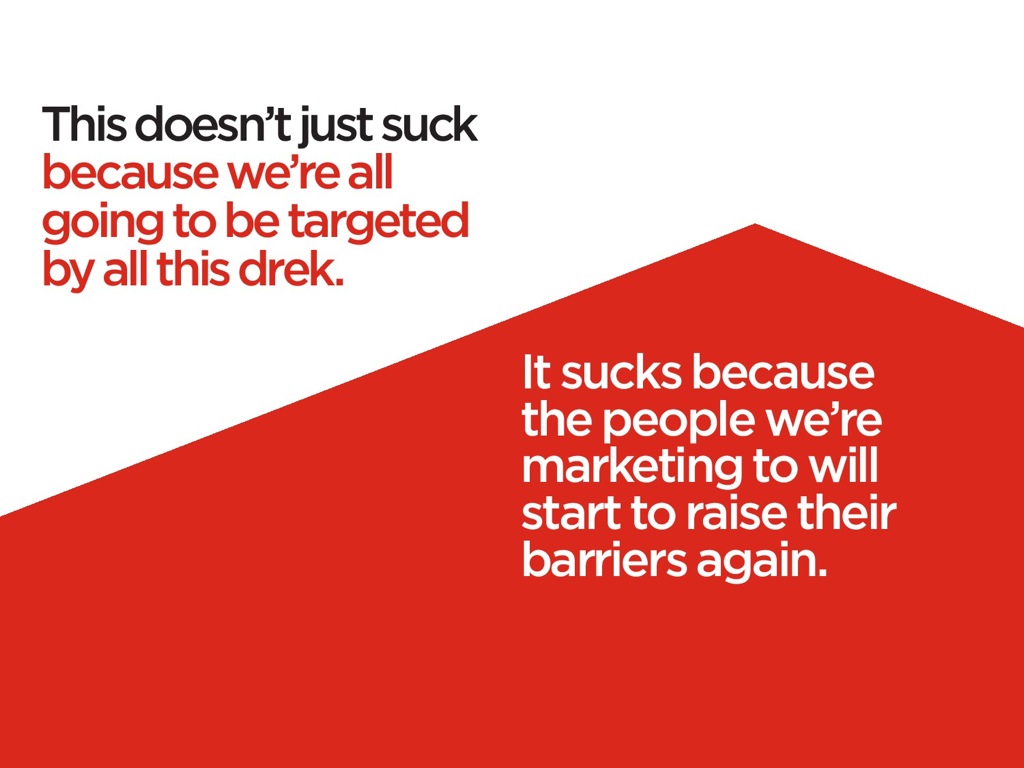 This doesn’t just suck
because we’re all
going to be targeted
by all this drek.
It sucks because
the people we’re
marketing to will
start to raise their
barriers again.